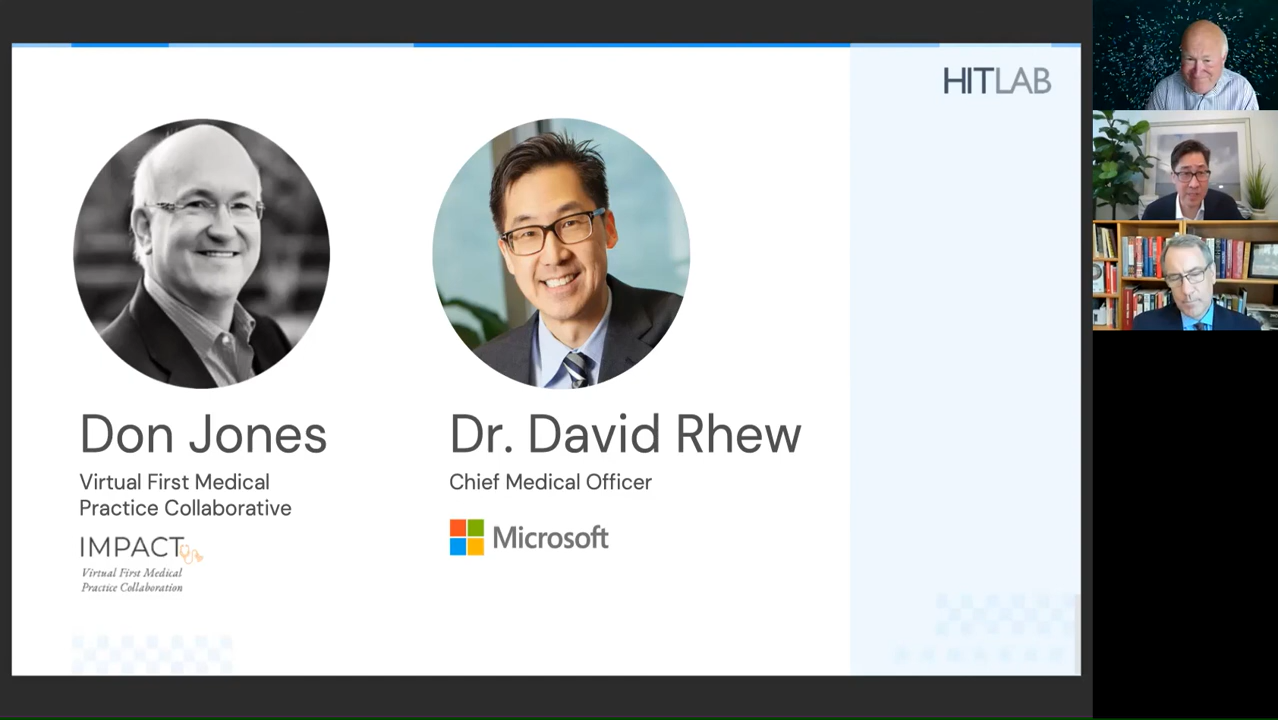 HITLAB
Don Jones
Virtual First Medical
Practice Collaborative
IMPACT
Virtual First Medical
Practice Collaboration
Dr. David Rhew
Chief Medical Officer
Microsoft